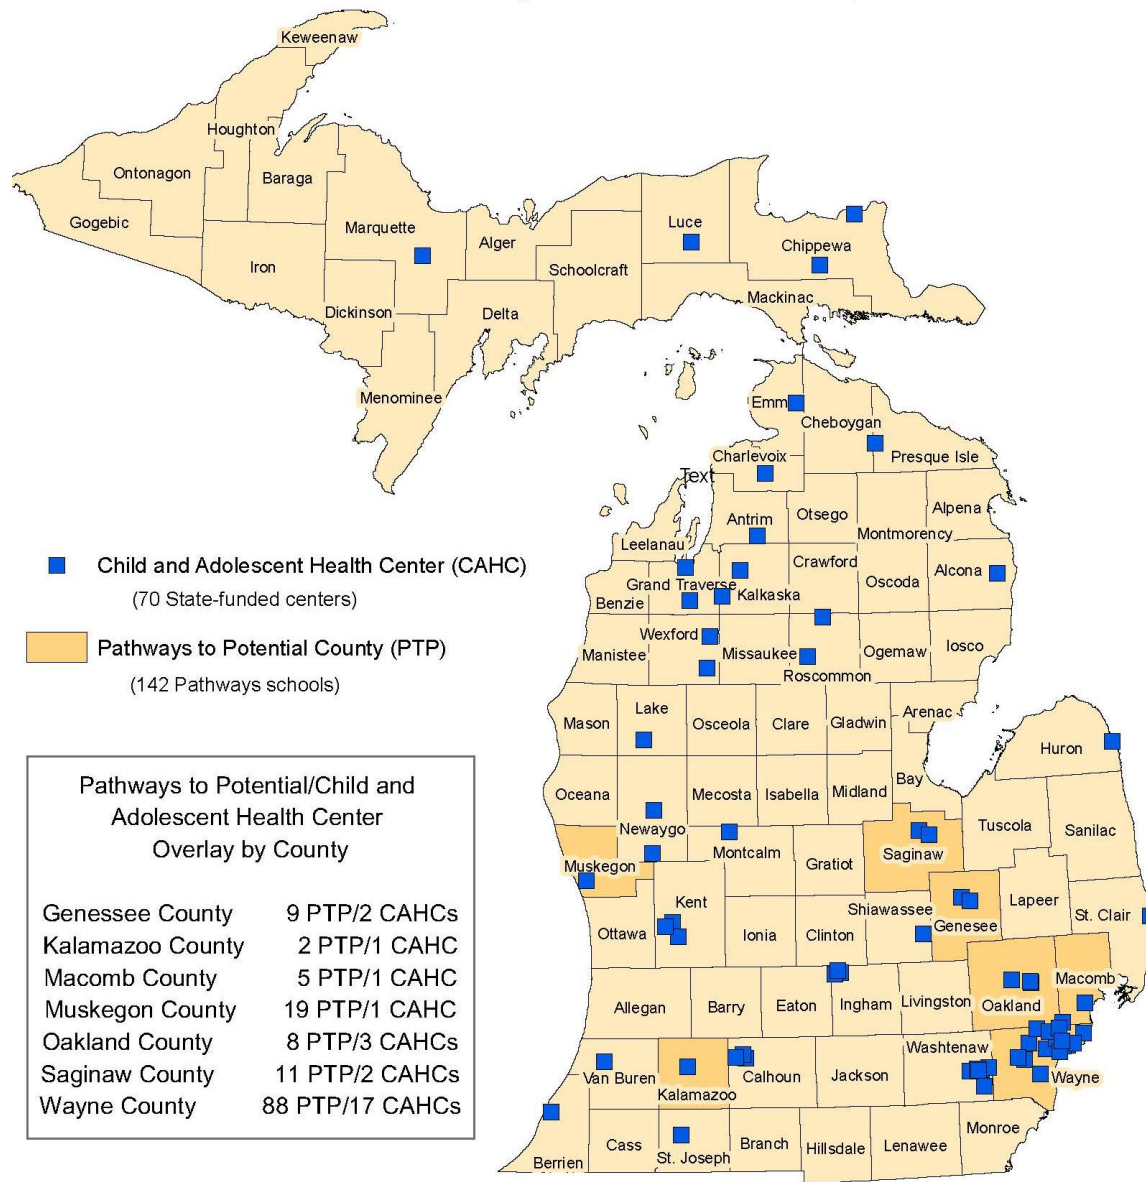 Keweenaw
Houghton
Ontonagon
Baraga
Gogebic
Marquette
Luce
Alger
Chippewa
Iron
Schoolcraft
Mackinac
Dickinson
Delta
Menominee
Emm
Cheboygan
Charlevoix
Presque Isle
Text
Antrim
Otsego
Alpena
Montmorency
Leelanau
Crawford
Alcona
Oscoda
Grand Traverse
Kalkaska
Benzie
Wexford
Manistee
Missaukee
Ogemaw
Iosco
Roscommon
Child and Adolescent Health Center (CAHC)
(70 State-funded centers)
Pathways to Potential County (PTP)
(142 Pathways schools)
Mason
Lake
Osceola
Clare
Gladwin
Arenac
Huron
Oceana
Mecosta
Isabella
Midland
Bay
Newaygo
Tuscola
Sanilac
Muskegon
Montcalm
Gratiot
Saginaw
Kent
Shiawassee
Lapeer
St. Clair
Ottawa
Ionia
Clinton
Genesee
Allegan
Barry
Eaton
Ingham
Livingston
Oakland
Macomb
Van Buren
Kalamazoo
Calhoun
Jackson
Washtenaw
Wayne
Berrien
Cass
St. Joseph
Branch
Hillsdale
Lenawee
Monroe
Pathways to Potential/Child and
Adolescent Health Center
Overlay by County
Genessee County 9 PTP/2 CAHCs
Kalamazoo County 2 PTP/1 CAHC
Macomb County 5 PTP/1 CAHC
Muskegon County 19 PTP/1 CAHC
Oakland County 8 PTP/3 CAHCs
Saginaw County 11 PTP/2 CAHCs
Wayne County 88 PTP/17 CAHCs